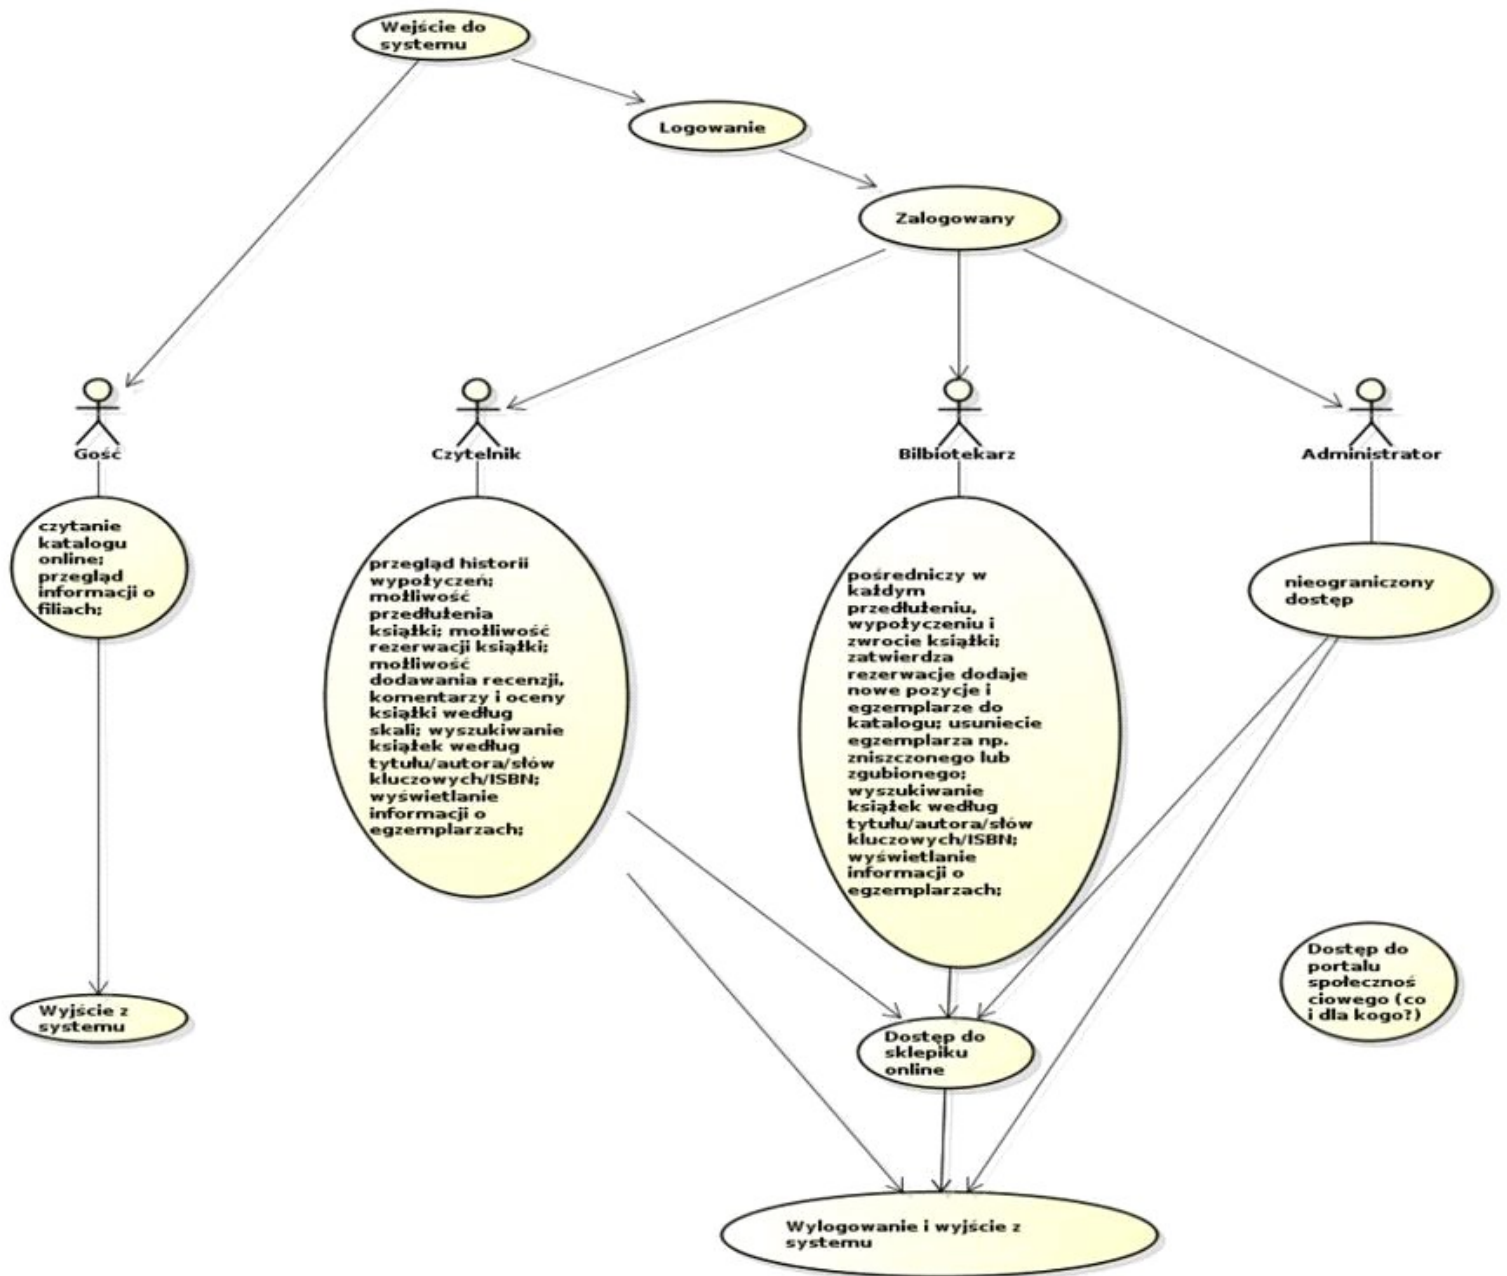 Wejście do
systemu
Logowanie
Zalogowany
Gość
Czytelnik
Bilbiotekarz
Administrator
czytanie
katalogu
online;
przegląd
informacji o
filiach;
przegląd historii
wypożyczeń;
możliwość
przedłużenia
książki; możliwość
rezerwacji książki;
możliwość
dodawania recenzji,
komentarzy i oceny
książki według
skali; wyszukiwanie
książek według
tytułu/autora/słów
kluczowych/ISBN;
wyświetlanie
informacji o
egzemplarzach;
pośredniczy w
każdym
przedłużeniu,
wypożyczeniu i
zwrocie książki;
zatwierdza
rezerwacje dodaje
nowe pozycje i
egzemplarze do
katalogu; usuniecie
egzemplarza np.
zniszczonego lub
zgubionego;
wyszukiwanie
książek według
tytułu/autora/słów
kluczowych/ISBN;
wyświetlanie
informacji o
egzemplarzach;
nieograniczony
dostęp
Dostęp do
portalu
społecznoś
ciowego (co
i dla kogo?)
Wyjście z
systemu
Dostęp do
sklepiku
online
Wylogowanie i wyjście z
systemu